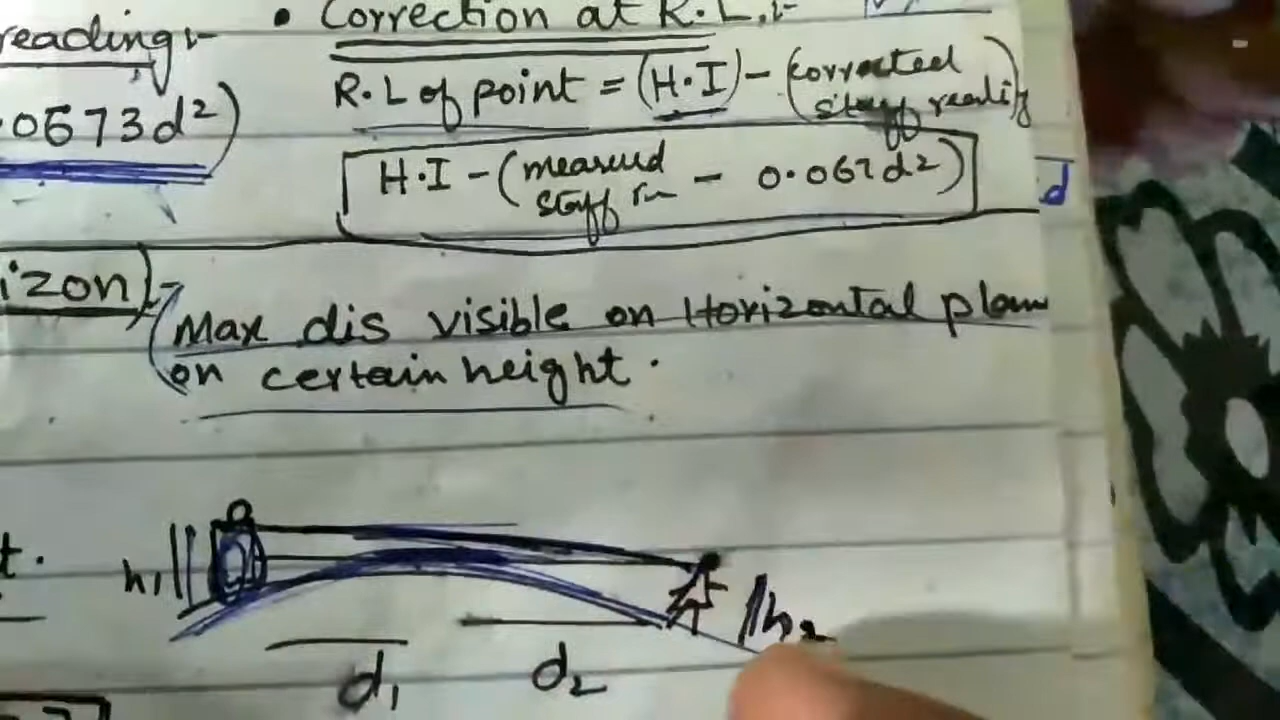 reading:-
• Correction at R.L.:-
R.L of point = (H.I) - (corrected staff reading)
.0673d²)
H.I - (measured staff - 0.067d²)
d
izon):-
(Max dis visible on Horizontal plan
on certain height.
t.
h₁
h₂
d₁
d₂